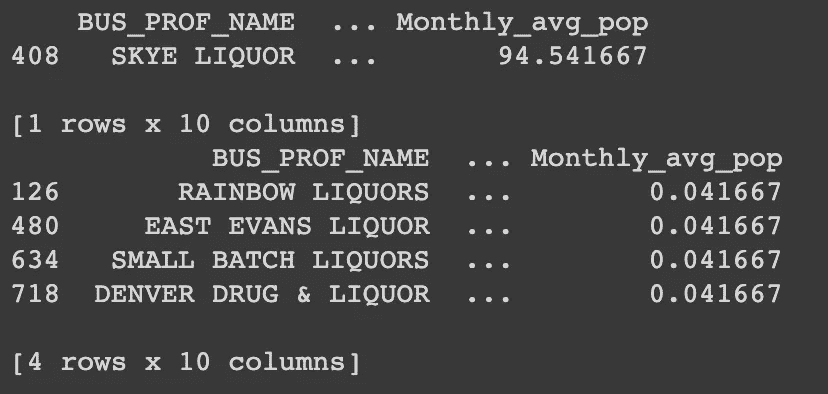 BUS_PROF_NAME ... Monthly_avg_pop
408 SKYE LIQUOR ... 94.541667
[1 rows x 10 columns]
BUS_PROF_NAME ... Monthly_avg_pop
126 RAINBOW LIQUORS ... 0.041667
480 EAST EVANS LIQUOR ... 0.041667
634 SMALL BATCH LIQUORS ... 0.041667
718 DENVER DRUG & LIQUOR ... 0.041667
[4 rows x 10 columns]